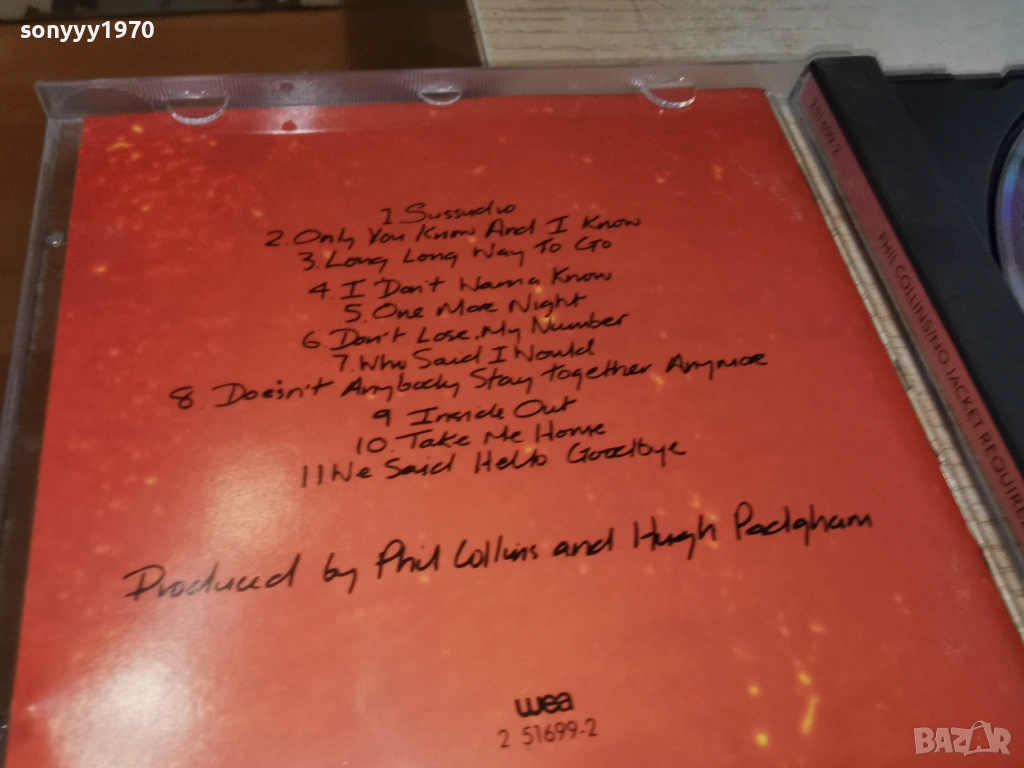 sonyyy1970
1 Sussudio
2. Only You Know And I Know
3. Long Long Way To Go
4. I Don't Wanna Know
5. One More Night
6. Don't Lose My Number
7. Who Said I Would
8 Doesn't Anybody Stay Together Anymore
9 Inside Out
10. Take Me Home
11 We Said Hello Goodbye
Produced by Phil Collins and Hugh Padgham
wea
2 51699-2
PHIL COLLINS/NO JACKET REQUIRE
BAZAR